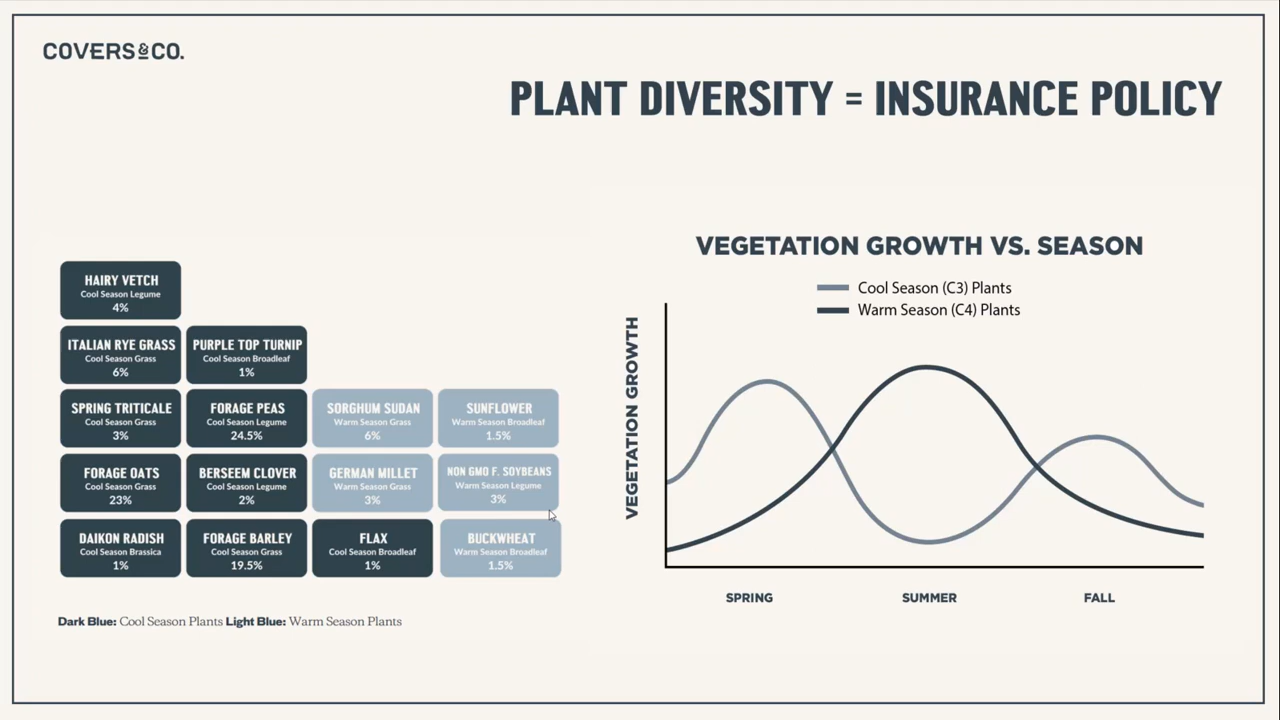 COVERS&CO.
PLANT DIVERSITY = INSURANCE POLICY
HAIRY VETCH
Cool Season Legume
4%
ITALIAN RYE GRASS
Cool Season Grass
6%
PURPLE TOP TURNIP
Cool Season Broadleaf
1%
SPRING TRITICALE
Cool Season Grass
3%
FORAGE PEAS
Cool Season Legume
24.5%
SORGHUM SUDAN
Warm Season Grass
6%
SUNFLOWER
Warm Season Broadleaf
1.5%
FORAGE OATS
Cool Season Grass
23%
BERSEEM CLOVER
Cool Season Legume
2%
GERMAN MILLET
Warm Season Grass
3%
NON GMO F. SOYBEANS
Warm Season Legume
3%
DAIKON RADISH
Cool Season Brassica
1%
FORAGE BARLEY
Cool Season Grass
19.5%
FLAX
Cool Season Broadleaf
1%
BUCKWHEAT
Warm Season Broadleaf
1.5%
Dark Blue: Cool Season Plants Light Blue: Warm Season Plants
VEGETATION GROWTH VS. SEASON
Cool Season (C3) Plants
Warm Season (C4) Plants
VEGETATION GROWTH
SPRING
SUMMER
FALL